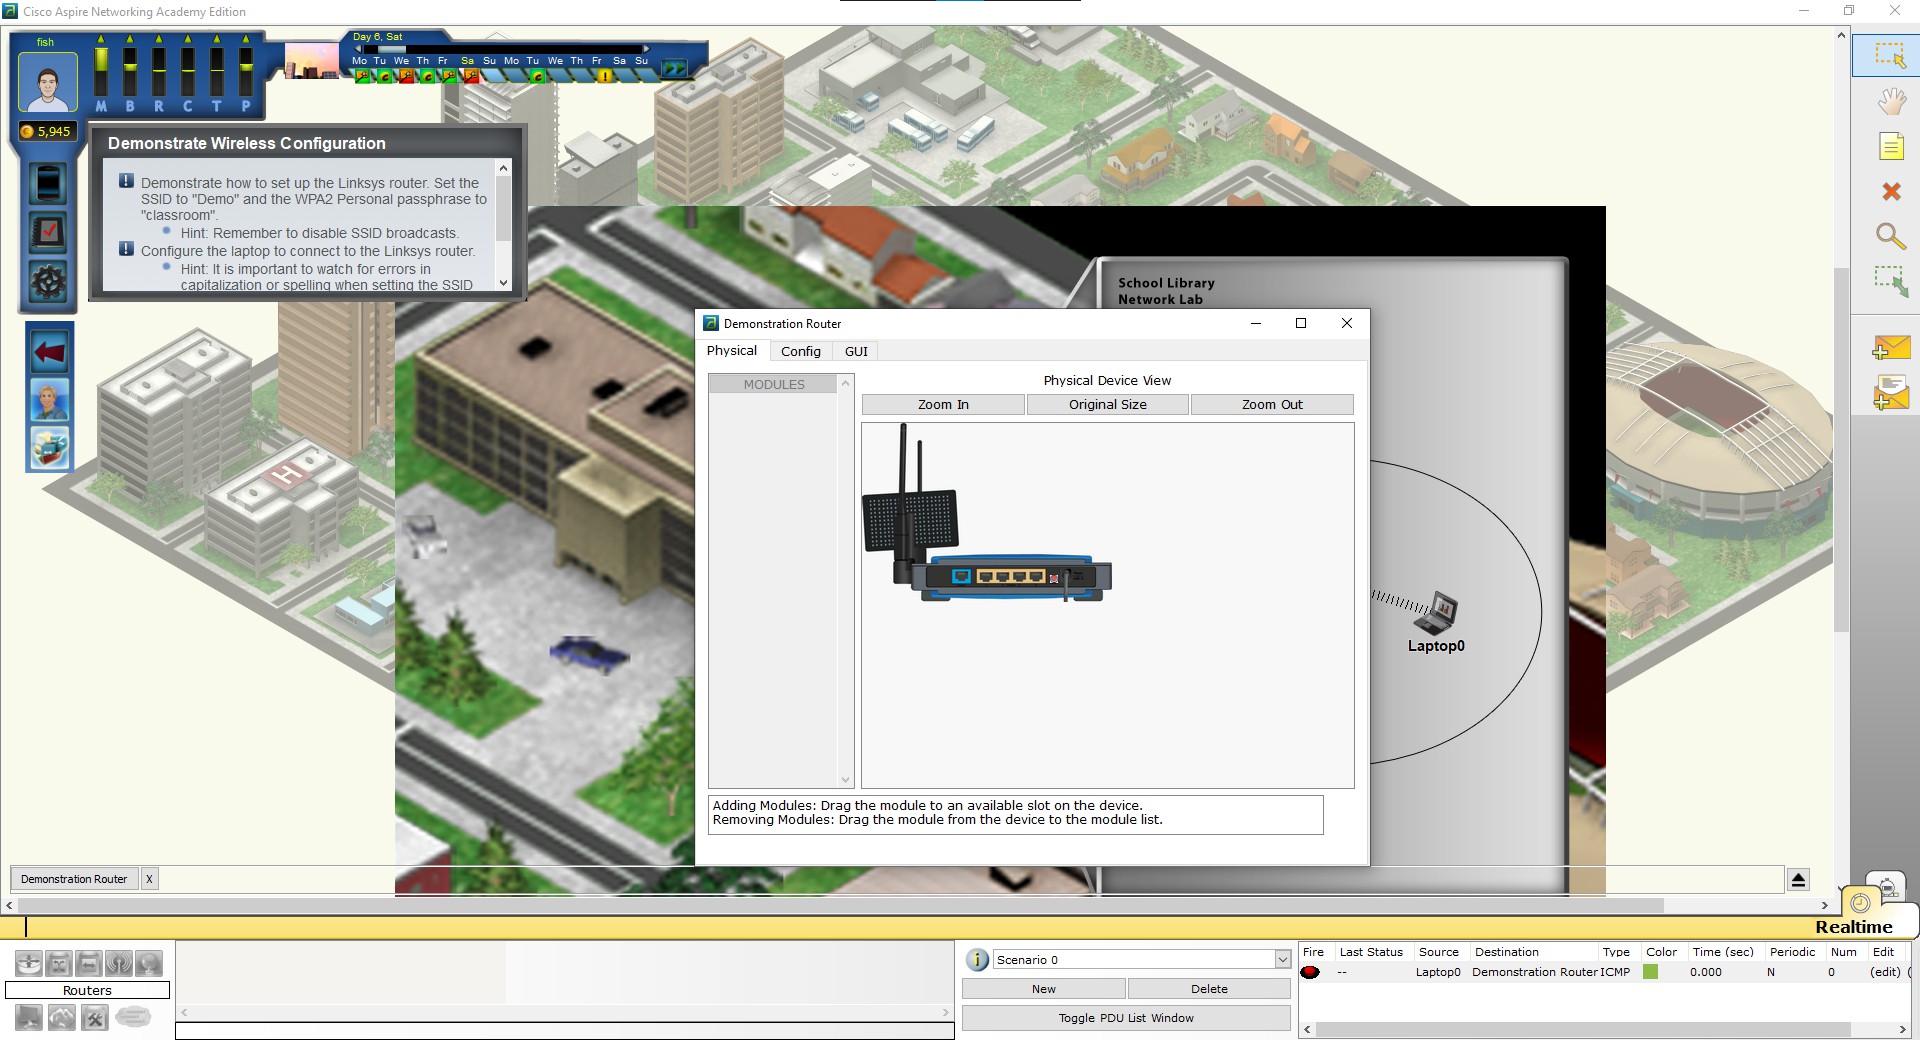 Cisco Aspire Networking Academy Edition
fish
M B R C T P
5,945
Day 6, Sat
Mo Tu We Th Fr Sa Su Mo Tu We Th Fr Sa Su
Demonstrate Wireless Configuration
Demonstrate how to set up the Linksys router. Set the
SSID to "Demo" and the WPA2 Personal passphrase to
"classroom".
Hint: Remember to disable SSID broadcasts.
Configure the laptop to connect to the Linksys router.
Hint: It is important to watch for errors in
capitalization or spelling when setting the SSID
H
School Library
Network Lab
Demonstration Router
Physical Config GUI
MODULES
Physical Device View
Zoom In Original Size Zoom Out
Adding Modules: Drag the module to an available slot on the device.
Removing Modules: Drag the module from the device to the module list.
Laptop0
Demonstration Router X
Realtime
Routers
Scenario 0
New Delete
Toggle PDU List Window
Fire Last Status Source Destination Type Color Time (sec) Periodic Num Edit
-- Laptop0 Demonstration Router ICMP 0.000 N 0 (edit) (